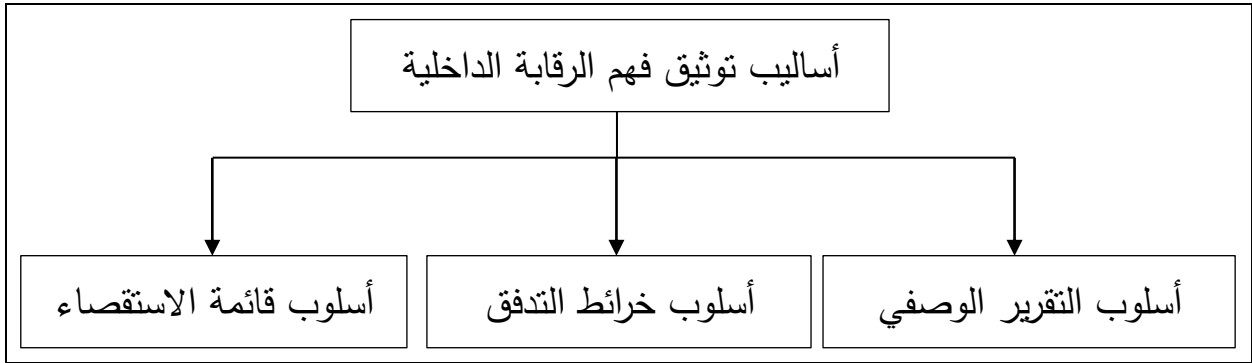 أساليب توثيق فهم الرقابة الداخلية
أسلوب التقرير الوصفي
أسلوب خرائط التدفق
أسلوب قائمة الاستقصاء